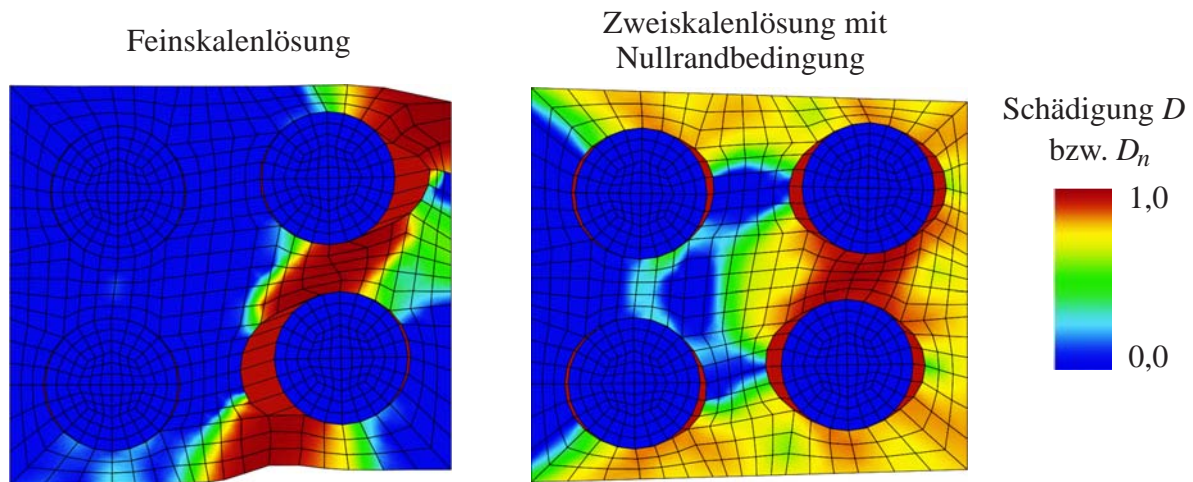 Feinskalenlösung
Zweiskalenlösung mit
Nullrandbedingung
Schädigung D
bzw. Dₙ
1,0
0,0